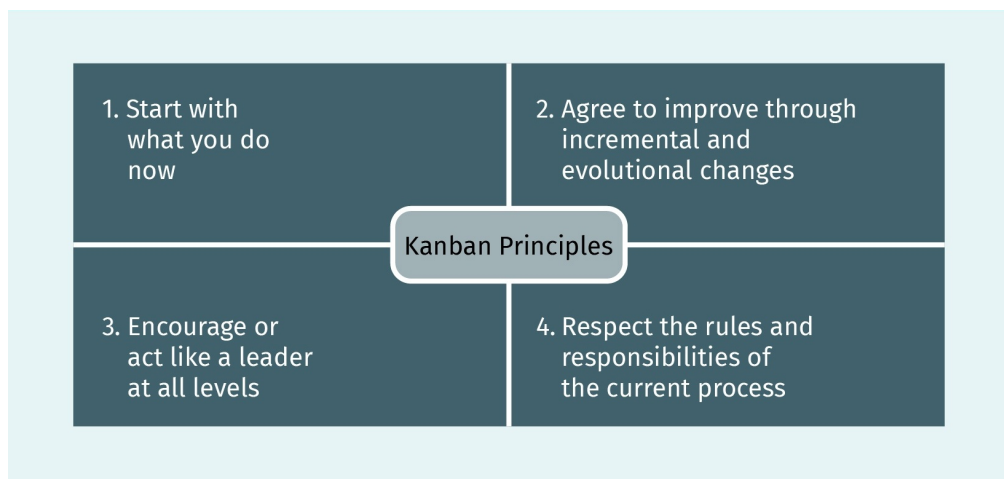 1. Start with
what you do
now
2. Agree to improve through
incremental and
evolutional changes
Kanban Principles
3. Encourage or
act like a leader
at all levels
4. Respect the rules and
responsibilities of
the current process